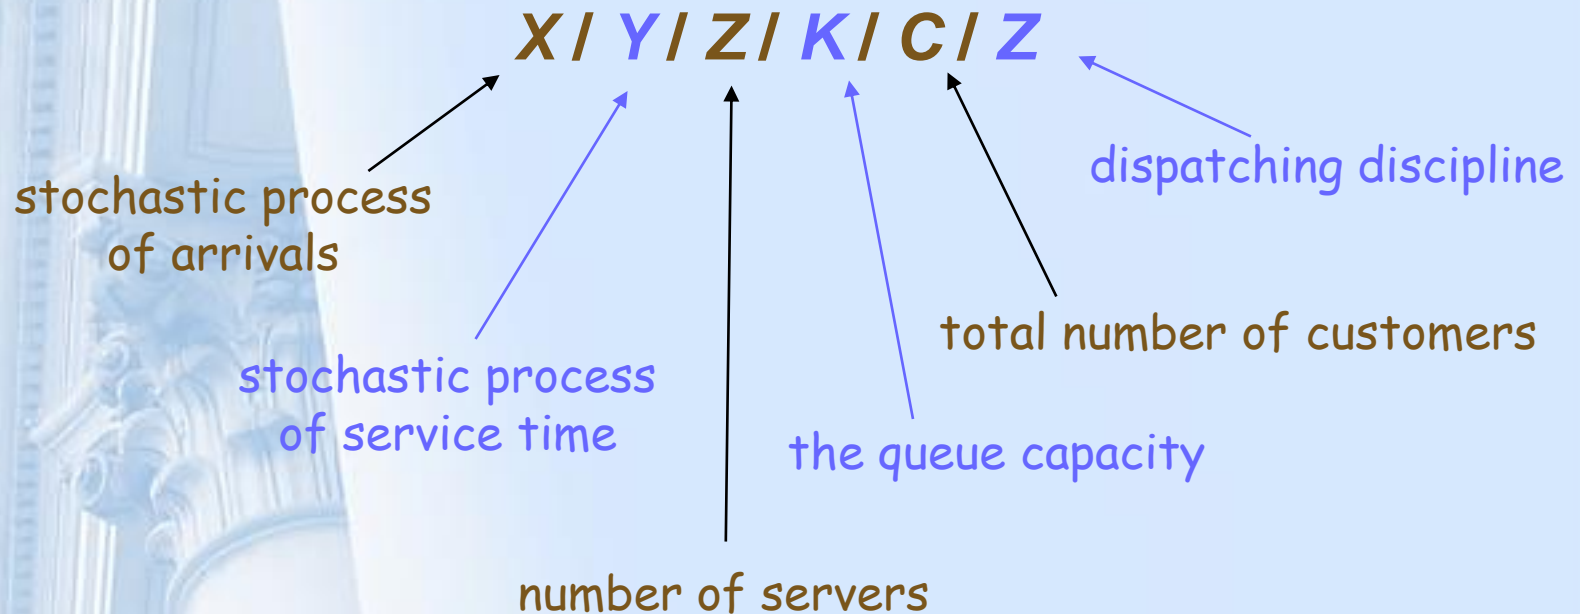 X / Y / Z / K / C / Z
dispatching discipline
stochastic process
of arrivals
total number of customers
stochastic process
of service time
the queue capacity
number of servers